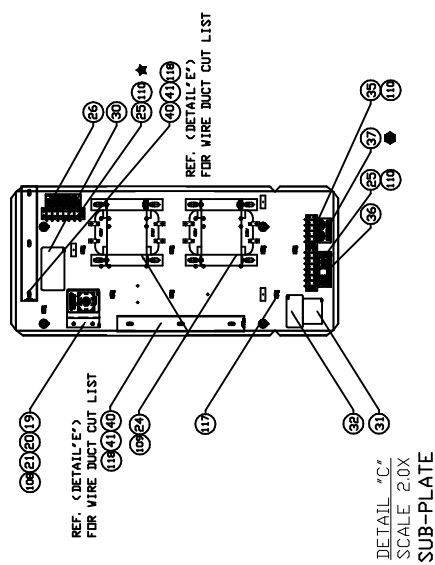 26
30
25 110
40 41 118
REF. (DETAIL'E')
FOR WIRE DUCT CUT LIST
35 110
37
25 110
36
108 21 20 19
REF. (DETAIL'E')
FOR WIRE DUCT CUT LIST
118 41 40
109 24
117
32
31
DETAIL "C"
SCALE 2.0X
SUB-PLATE